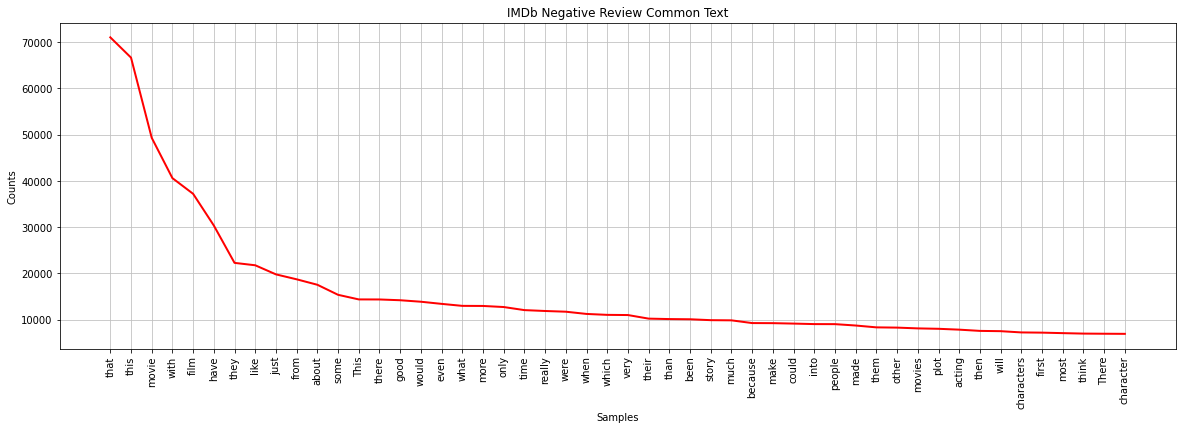 IMDb Negative Review Common Text
70000
60000
50000
40000
30000
20000
10000
Counts
that
this
movie
with
film
have
they
like
just
from
about
some
This
there
good
would
even
what
more
only
time
really
were
when
which
very
their
than
been
story
much
because
make
could
into
people
made
them
other
movies
plot
acting
then
will
characters
first
most
think
There
character
Samples